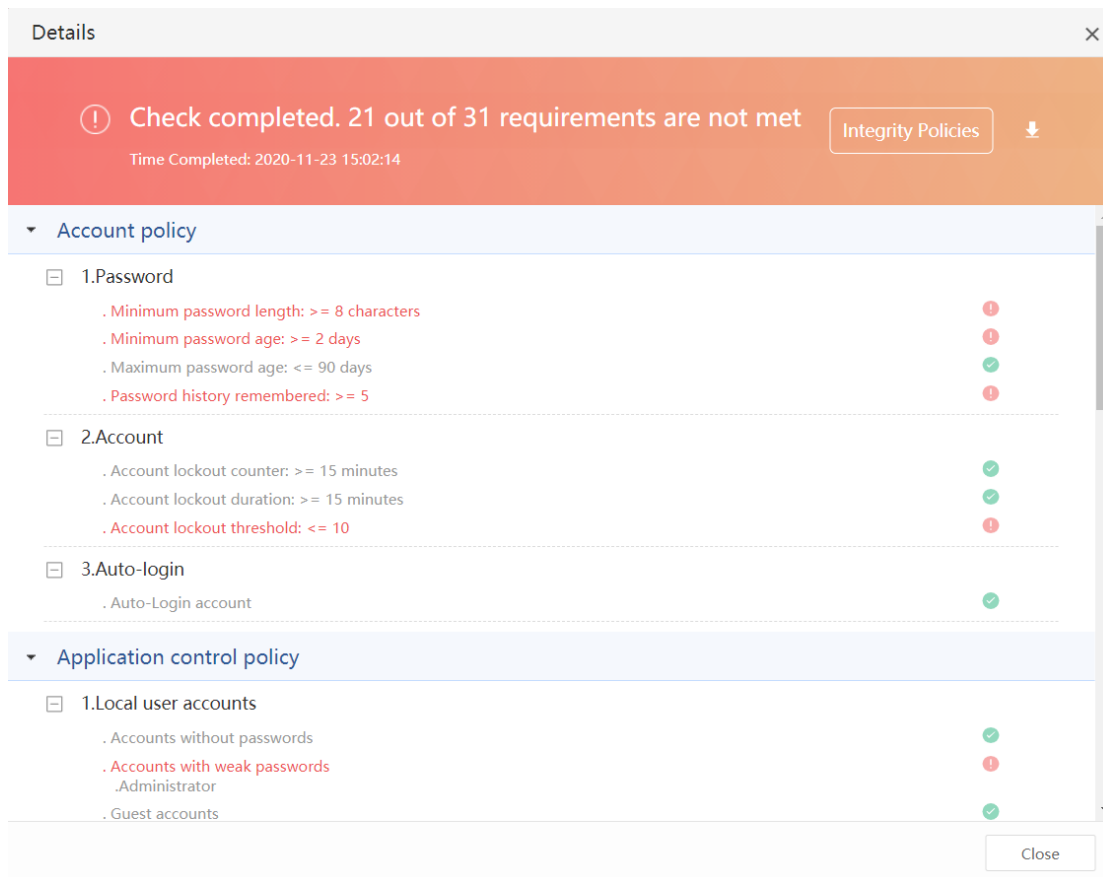 Details
Check completed. 21 out of 31 requirements are not met
Integrity Policies
Time Completed: 2020-11-23 15:02:14
Account policy
1.Password
. Minimum password length: >= 8 characters
. Minimum password age: >= 2 days
. Maximum password age: <= 90 days
. Password history remembered: >= 5
2.Account
. Account lockout counter: >= 15 minutes
. Account lockout duration: >= 15 minutes
. Account lockout threshold: <= 10
3.Auto-login
. Auto-Login account
Application control policy
1.Local user accounts
. Accounts without passwords
. Accounts with weak passwords
.Administrator
. Guest accounts
Close